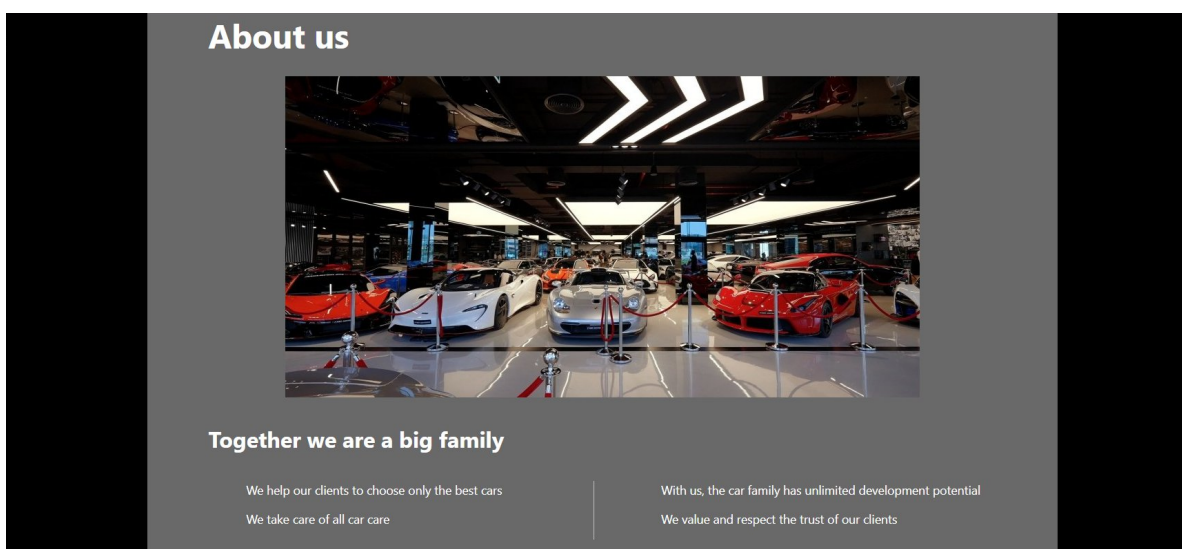 About us
Together we are a big family
We help our clients to choose only the best cars
We take care of all car care
With us, the car family has unlimited development potential
We value and respect the trust of our clients